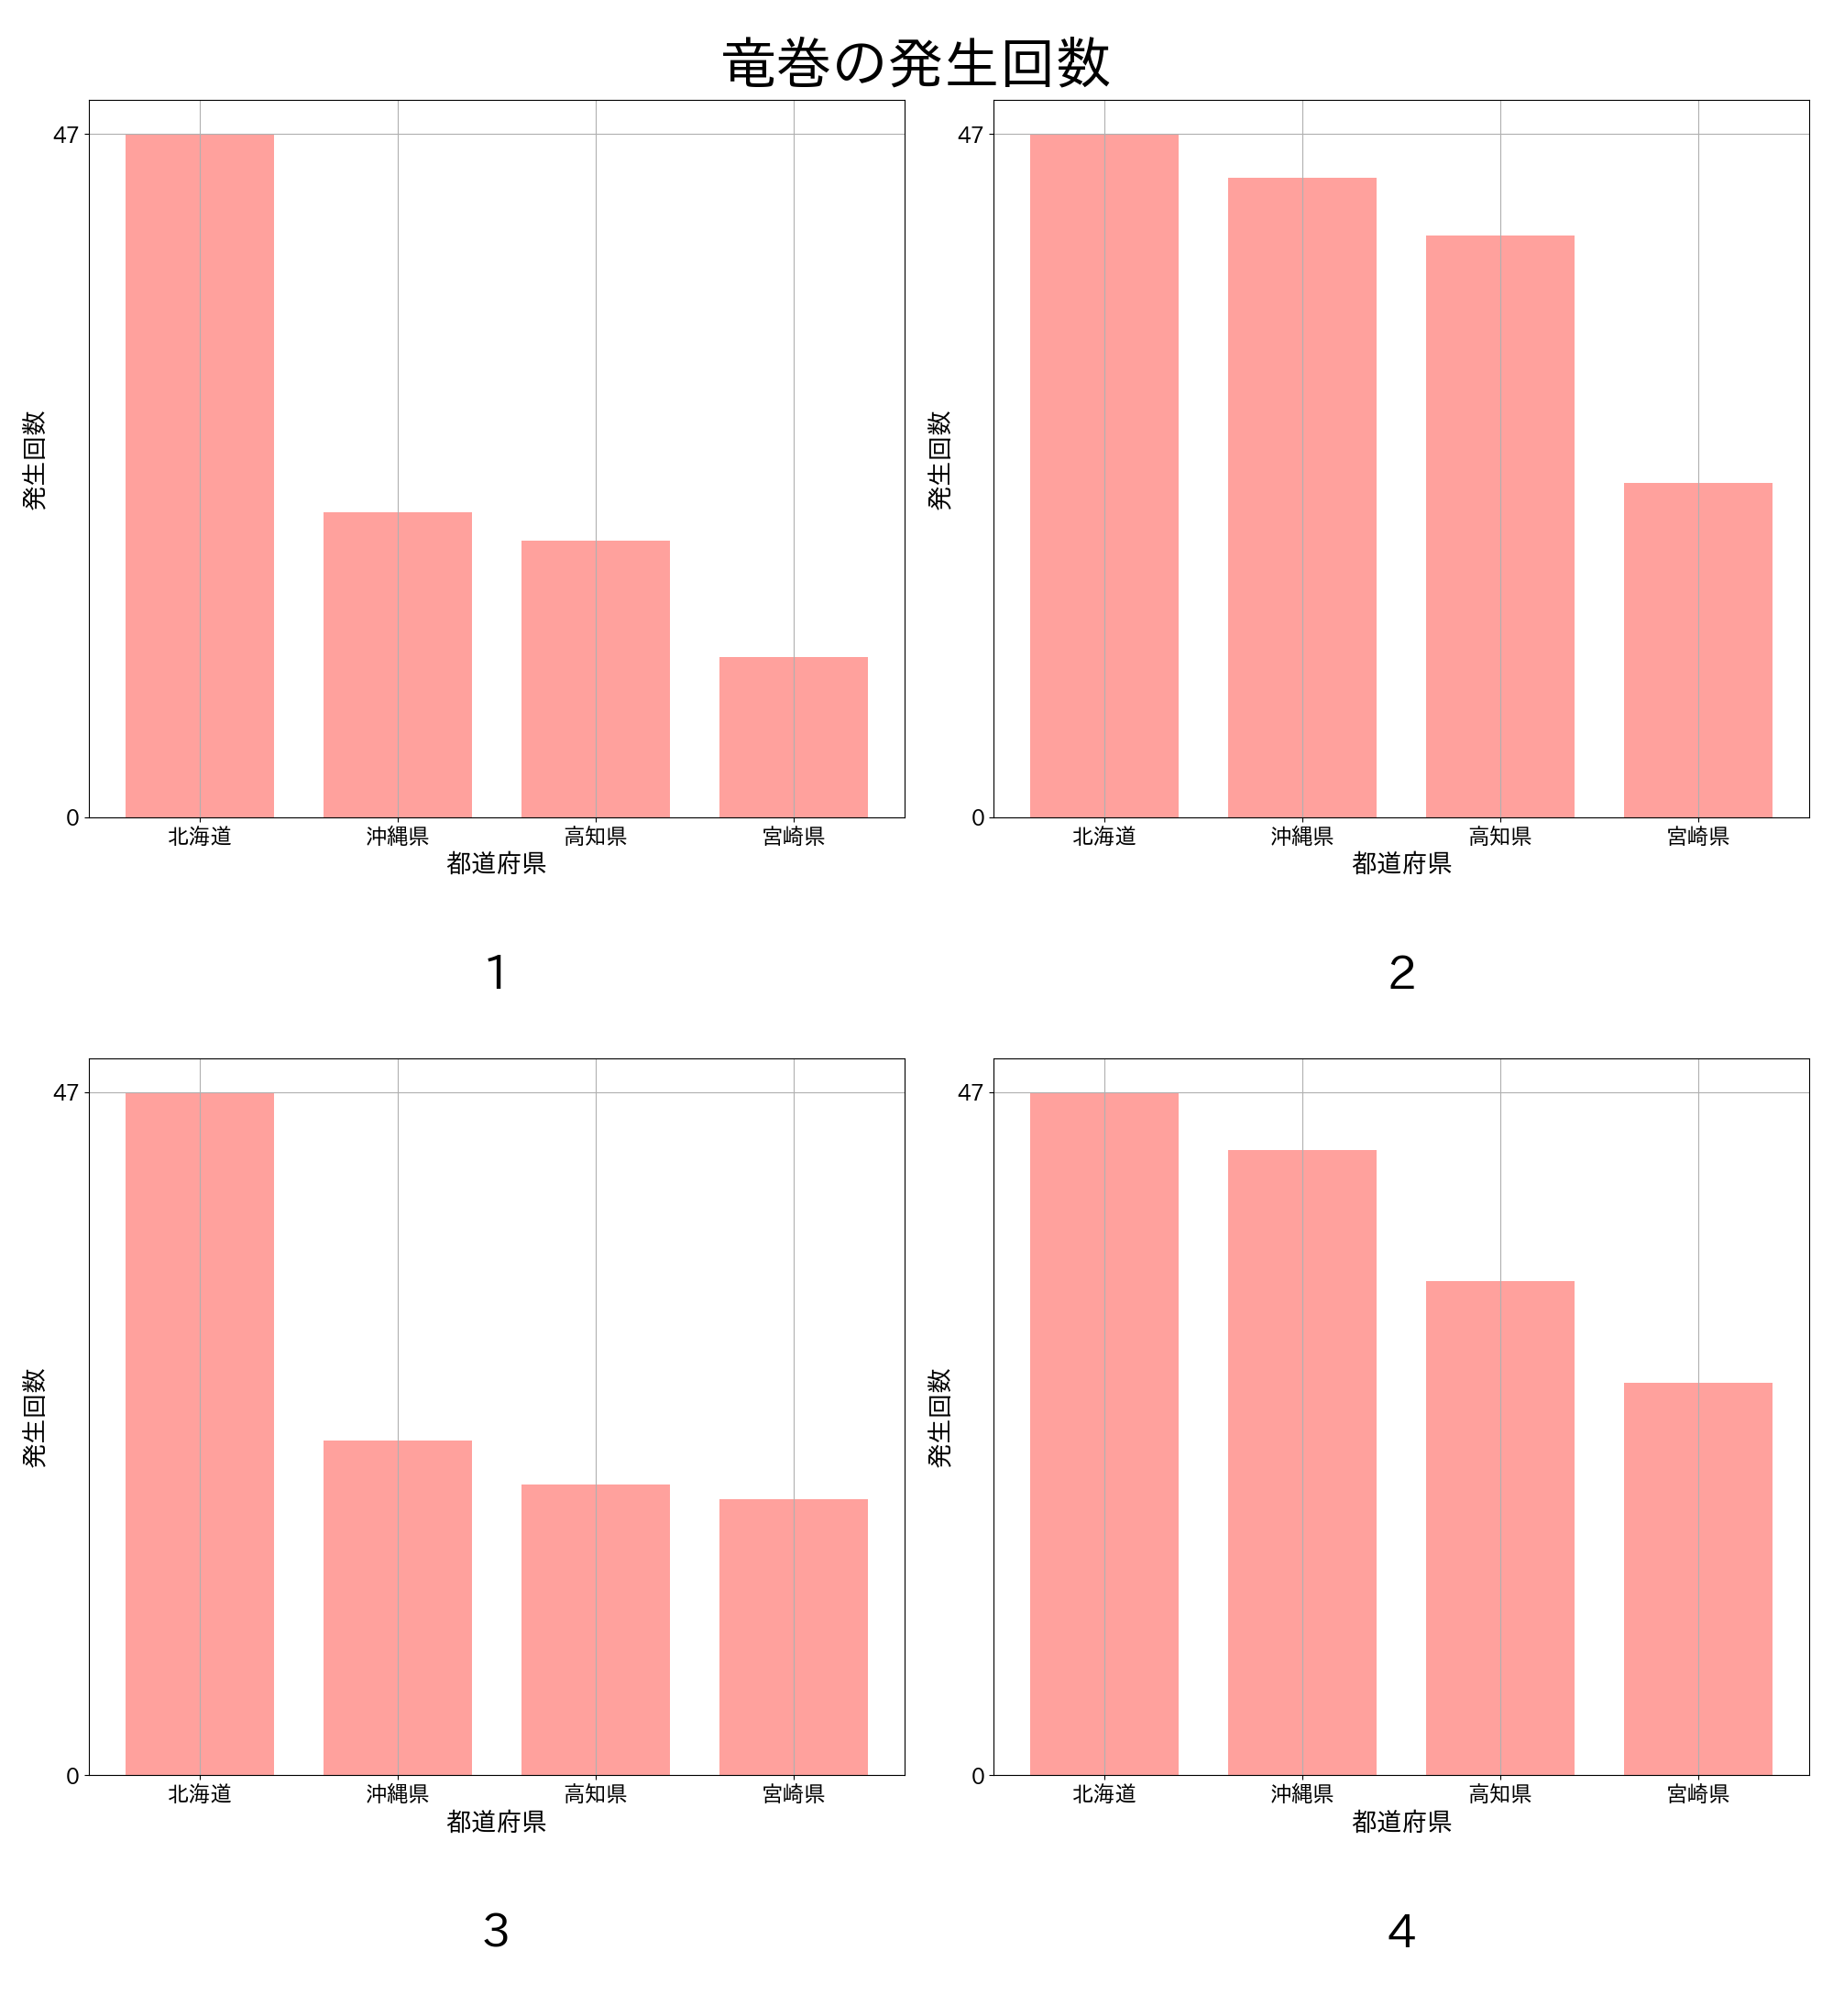 竜巻の発生回数
47
0
発生回数
北海道 沖縄県 高知県 宮崎県
都道府県
1
47
0
発生回数
北海道 沖縄県 高知県 宮崎県
都道府県
2
47
0
発生回数
北海道 沖縄県 高知県 宮崎県
都道府県
3
47
0
発生回数
北海道 沖縄県 高知県 宮崎県
都道府県
4